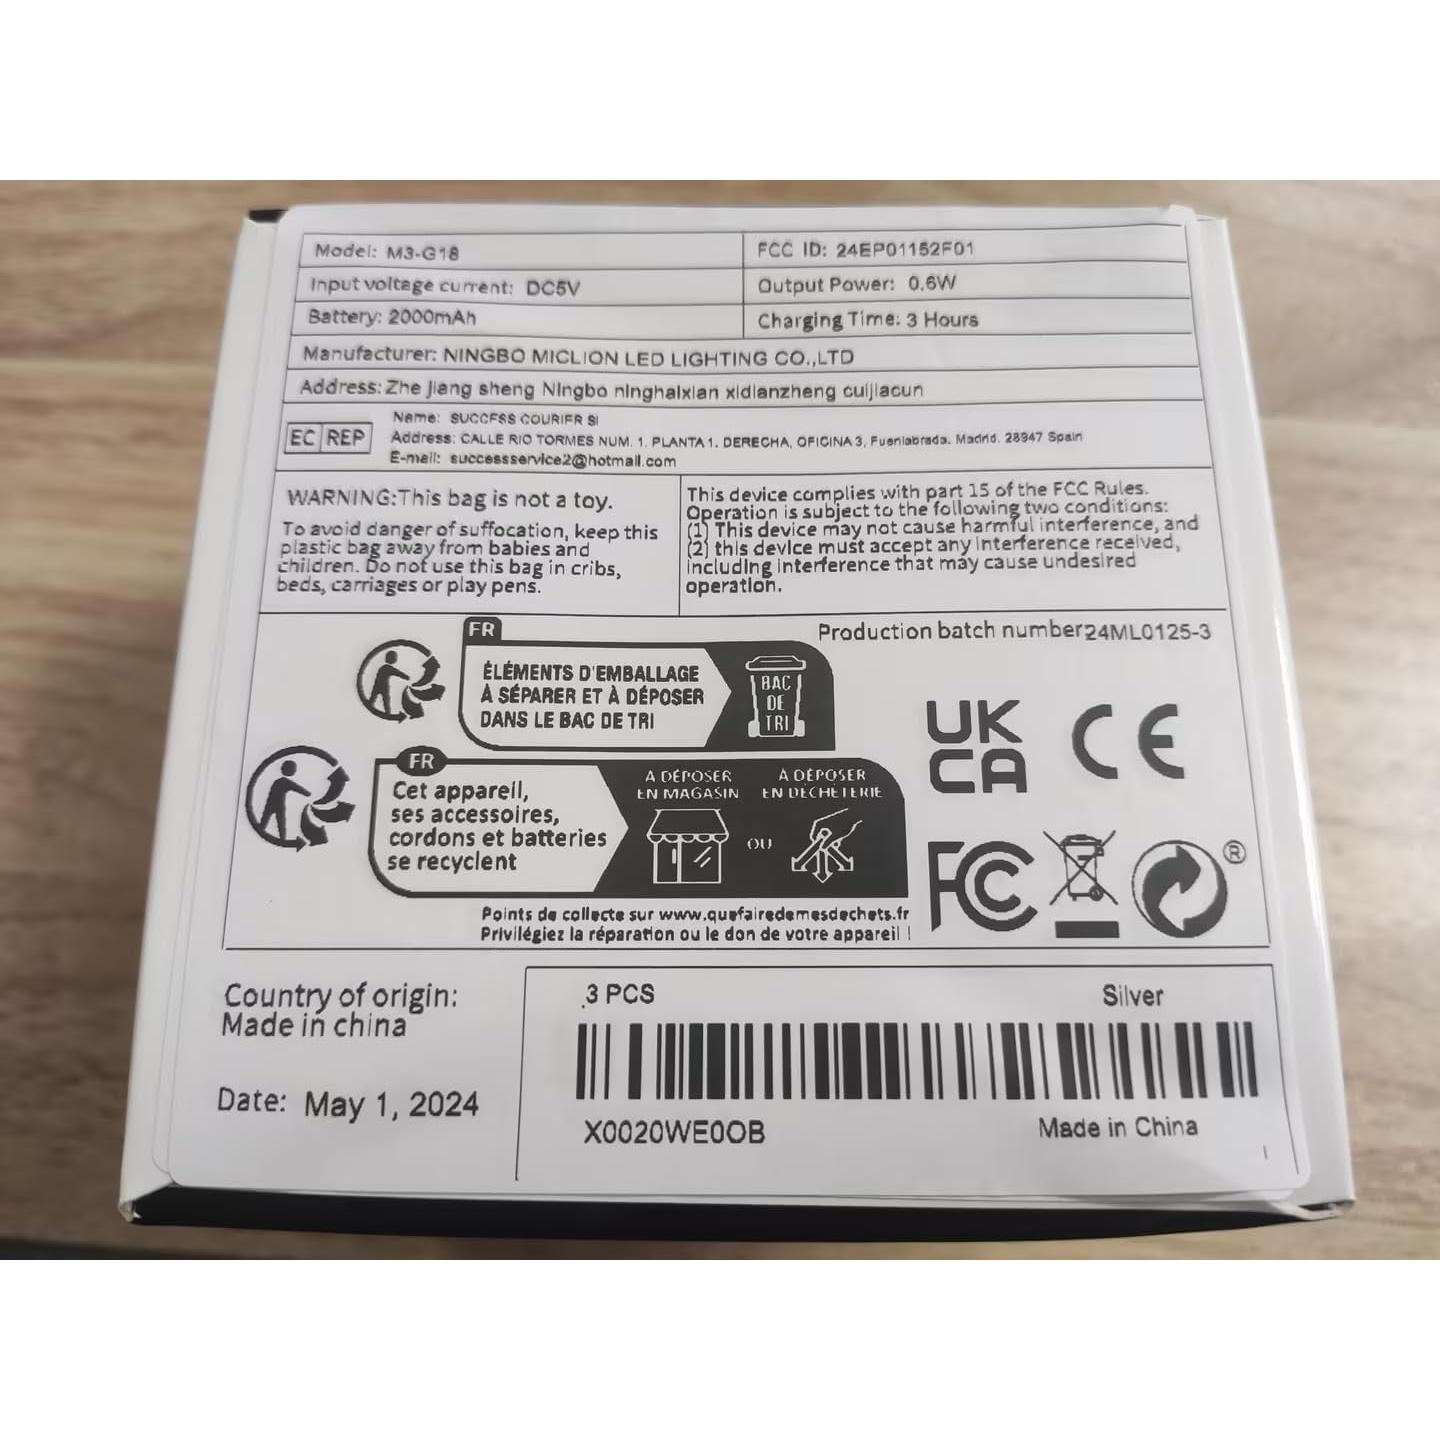 Model: M3-G18
FCC ID: 24EP01152F01
Input voltage current: DC5V
Output Power: 0.6W
Battery: 2000mAh
Charging Time: 3 Hours
Manufacturer: NINGBO MICLION LED LIGHTING CO.,LTD
Address: Zhe jlang sheng Ningbo ninghaixian xidianzheng cuijiacun
EC REP
Name: SUCCESS COURIER Sl
Address: CALLE RIO TORMES NUM. 1. PLANTA 1. DERECHA, OFICINA 3, Fuenlabrada. Madrid. 28947 Spain
E-mail: successservice2@hotmail.com
WARNING:This bag is not a toy.
To avoid danger of suffocation, keep this
plastic bag away from babies and
children. Do not use this bag in cribs,
beds, carriages or play pens.
This device complies with part 15 of the FCC Rules.
Operation is subject to the following two conditions:
(1) This device may not cause harmful interference, and
(2) this device must accept any interference received,
including interference that may cause undesired
operation.
Production batch number24ML0125-3
FR
ÉLÉMENTS D'EMBALLAGE
À SÉPARER ET À DÉPOSER
DANS LE BAC DE TRI
BAC
DE
TRI
FR
Cet appareil,
ses accessoires,
cordons et batteries
se recyclent
À DÉPOSER
EN MAGASIN
OU
À DÉPOSER
EN DÉCHÈTERIE
Points de collecte sur www.quefairedemesdechets.fr
Privilégiez la réparation ou le don de votre appareil !
UK
CA
CE
FC
®
Country of origin:
Made in china
Date: May 1, 2024
3 PCS
Silver
X0020WE0OB
Made in China